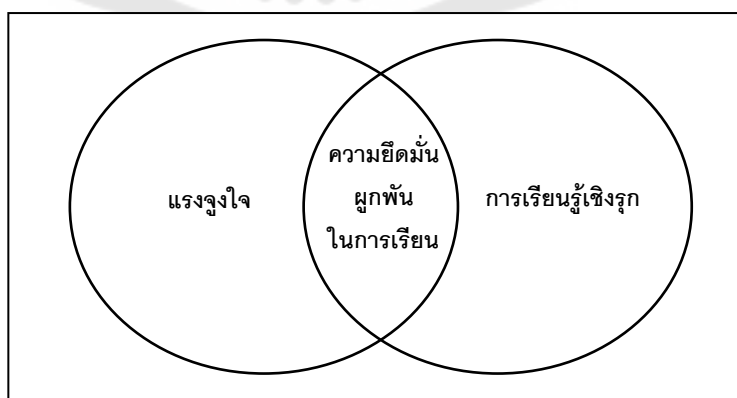 แรงจูงใจ
ความยึดมั่น
ผูกพัน
ในการเรียน
การเรียนรู้เชิงรุก